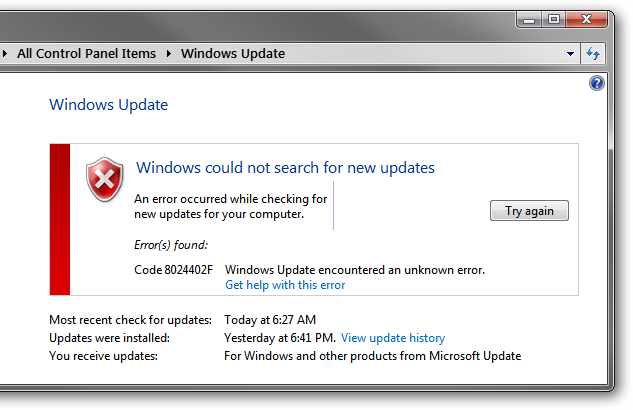 All Control Panel Items Windows Update
Windows Update
Windows could not search for new updates
An error occurred while checking for
new updates for your computer.
Try again
Error(s) found:
Code 8024402F Windows Update encountered an unknown error.
Get help with this error
Most recent check for updates: Today at 6:27 AM
Updates were installed: Yesterday at 6:41 PM. View update history
You receive updates: For Windows and other products from Microsoft Update